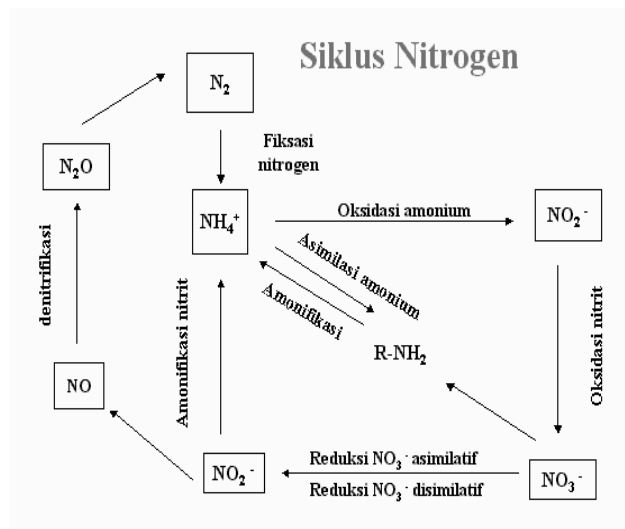 Siklus Nitrogen
N₂
Fiksasi
nitrogen
N₂O
NH₄⁺
Oksidasi amonium
NO₂⁻
Asimilasi amonium
Amonifikasi
denitrifikasi
Amonifikasi nitrit
Oksidasi nitrit
R-NH₂
NO
NO₂⁻
Reduksi NO₃⁻ asimilatif
Reduksi NO₃⁻ disimilatif
NO₃⁻